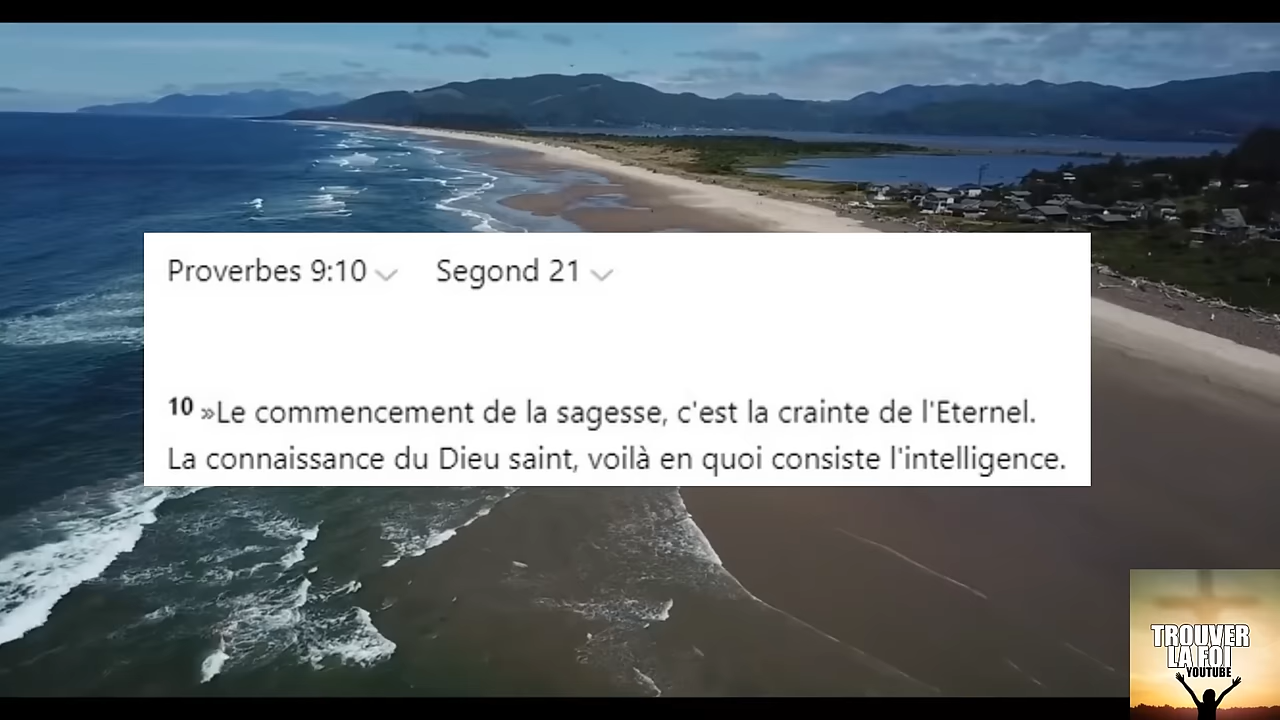 Proverbes 9:10 Segond 21
10 »Le commencement de la sagesse, c'est la crainte de l'Eternel.
La connaissance du Dieu saint, voilà en quoi consiste l'intelligence.
TROUVER
LA FOI
YOUTUBE